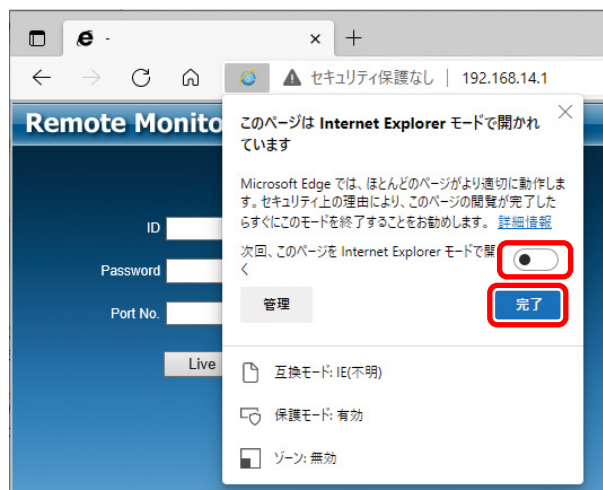 -
セキュリティ保護なし | 192.168.14.1
Remote Monito
このページは Internet Explorer モードで開かれ
ています
Microsoft Edge では、ほとんどのページがより適切に動作しま
す。セキュリティ上の理由により、このページの閲覧が完了した
らすぐにこのモードを終了することをお勧めします。 詳細情報
次回、このページを Internet Explorer モードで開
く
管理
完了
互換モード: IE(不明)
保護モード: 有効
ゾーン: 無効
ID
Password
Port No.
Live